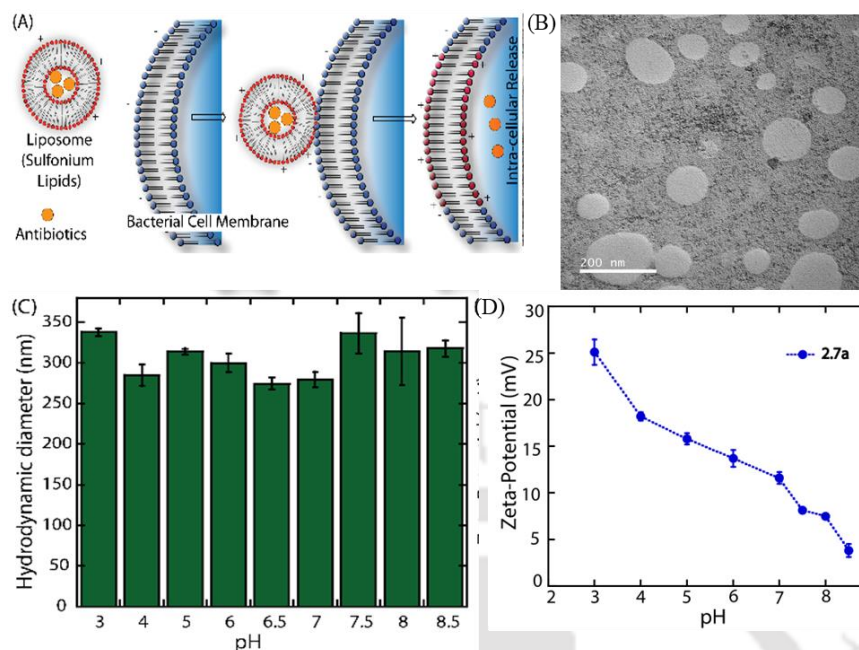 (A)
+
-
Liposome
(Sulfonium
Lipids)
Antibiotics
Bacterial Cell Membrane
Intra-cellular Release
(B)
200 nm
(C)
Hydrodynamic diameter (nm)
350
300
250
200
150
100
50
0
3 4 5 6 6.5 7 7.5 8 8.5
pH
(D)
Zeta-Potential (mV)
30
25
20
15
10
5
0
2 3 4 5 6 7 8
pH
2.7a